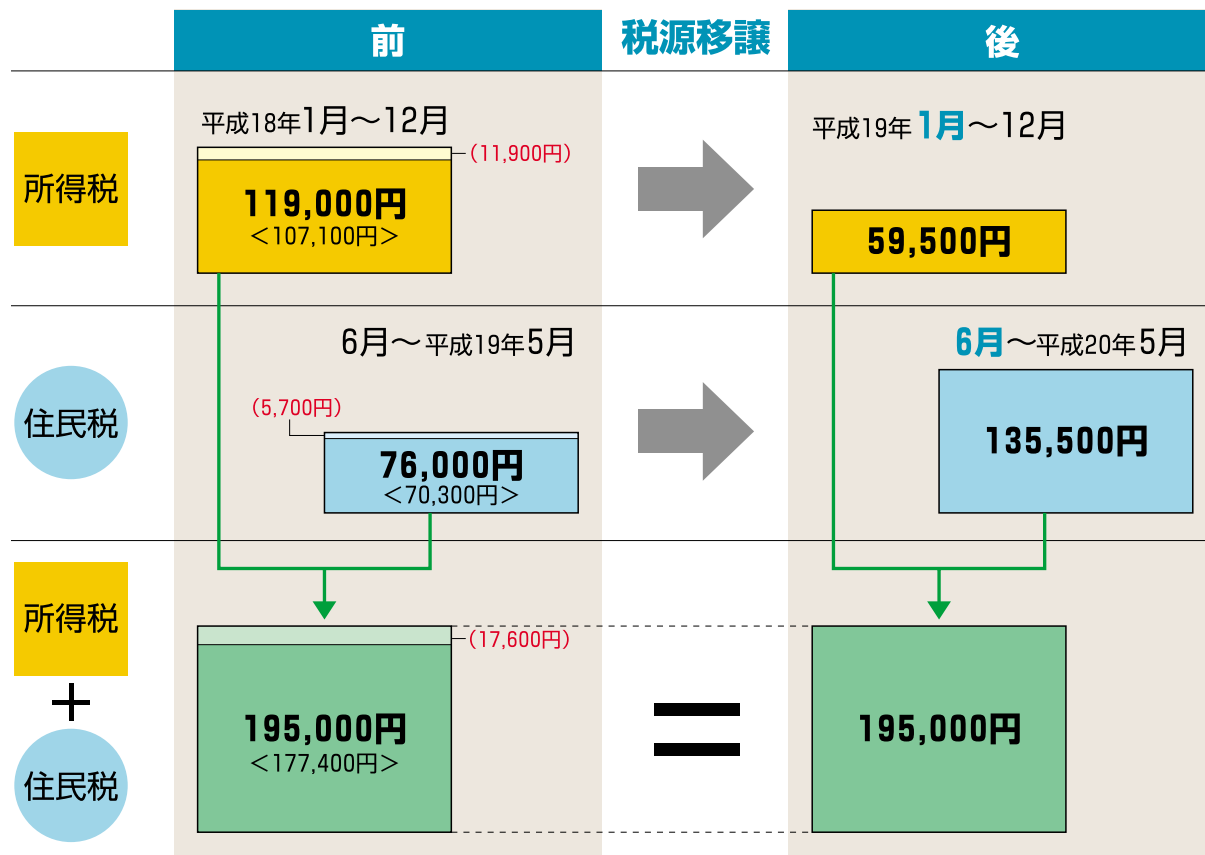 前
税源移譲
後
所得税
平成18年1月～12月
(11,900円)
119,000円
＜107,100円＞
平成19年1月～12月
59,500円
住民税
6月～平成19年5月
(5,700円)
76,000円
＜70,300円＞
6月～平成20年5月
135,500円
所得税
＋
住民税
(17,600円)
195,000円
＜177,400円＞
＝
195,000円